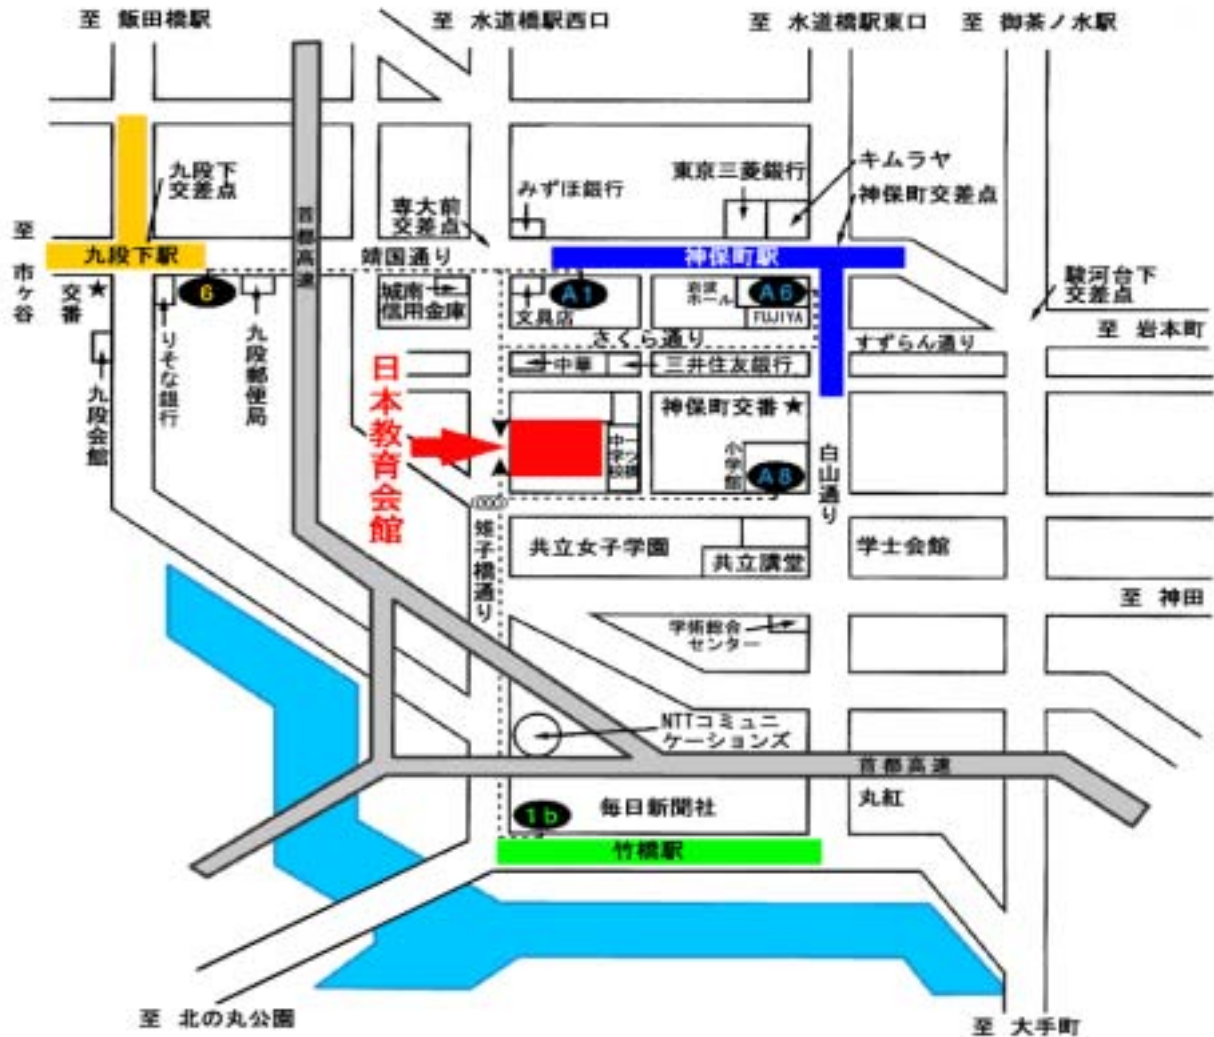 至 飯田橋駅
至 水道橋駅西口
至 水道橋駅東口
至 御茶ノ水駅
九段下
交差点
首都高速
専大前
交差点
みずほ銀行
東京三菱銀行
キムラヤ
神保町交差点
至
市ヶ谷
九段下駅
靖国通り
神保町駅
駿河台下
交差点
交番★
6
城南
信用金庫
A1
文具店
岩波
ホール
A6
FUJIYA
至 岩本町
りそな銀行
九段郵便局
九段会館
さくら通り
すずらん通り
中華
三井住友銀行
日本教育会館
神保町交番★
一ツ橋
中学校
小学館
A8
白山通り
雉子橋通り
共立女子学園
共立講堂
学士会館
至 神田
学術総合
センター
NTTコミュニ
ケーションズ
首都高速
1b
毎日新聞社
丸紅
竹橋駅
至 北の丸公園
至 大手町